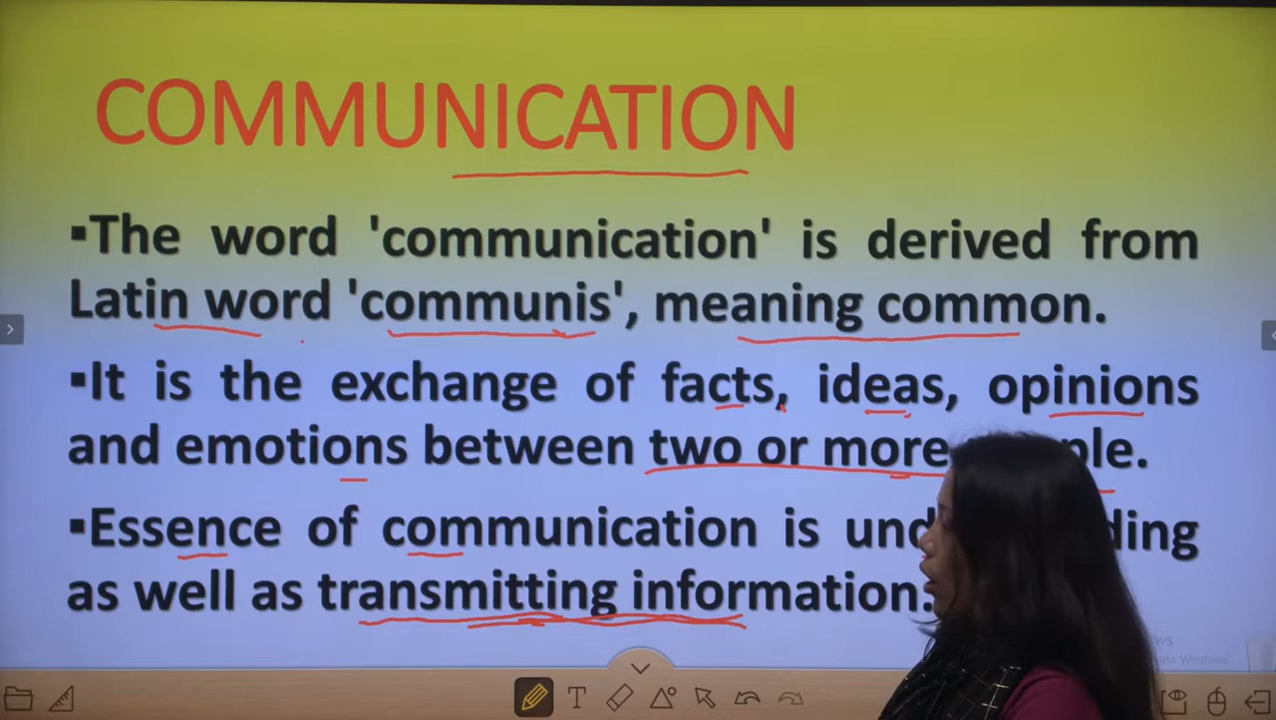 COMMUNICATION
▪The word 'communication' is derived from
Latin word 'communis', meaning common.
▪It is the exchange of facts, ideas, opinions
and emotions between two or more
▪Essence of communication is
as well as transmitting information.
T